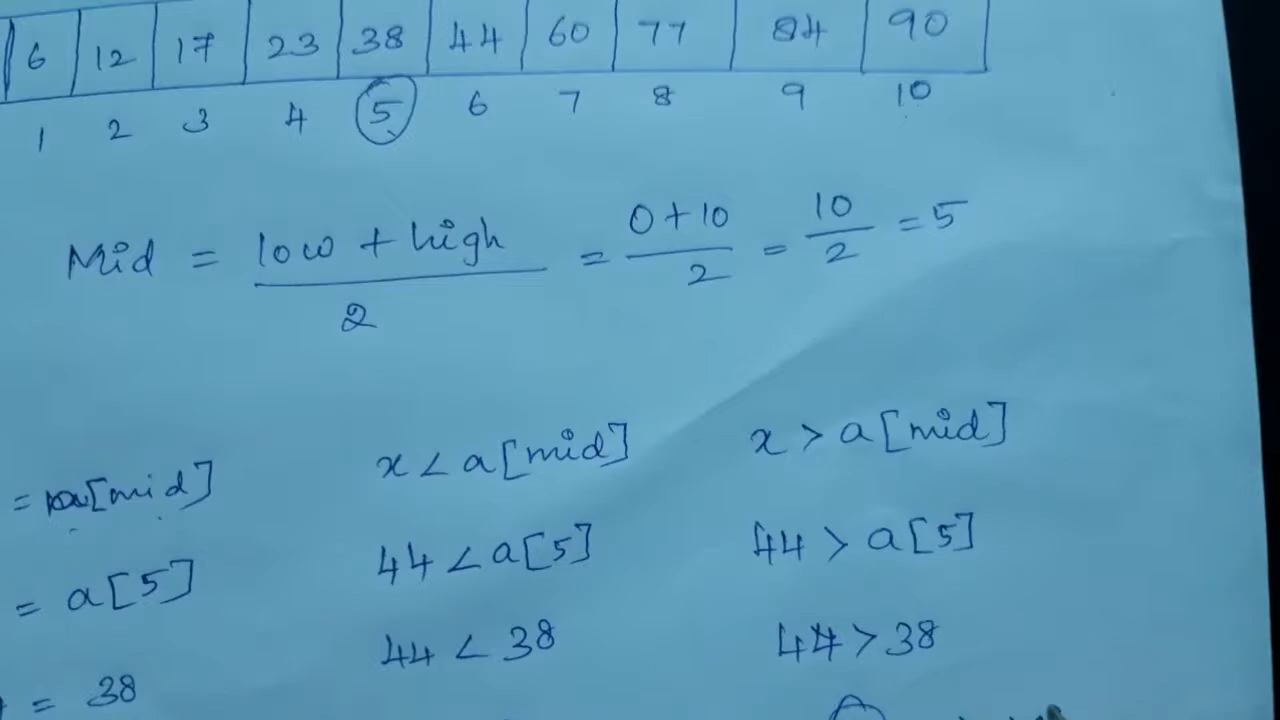 6 12 17 23 38 44 60 77 84 90
1 2 3 4 5 6 7 8 9 10
Mid = low + high / 2 = 0 + 10 / 2 = 10 / 2 = 5
= a[mid] x < a[mid] x > a[mid]
= a[5] 44 < a[5] 44 > a[5]
= 38 44 < 38 44 > 38